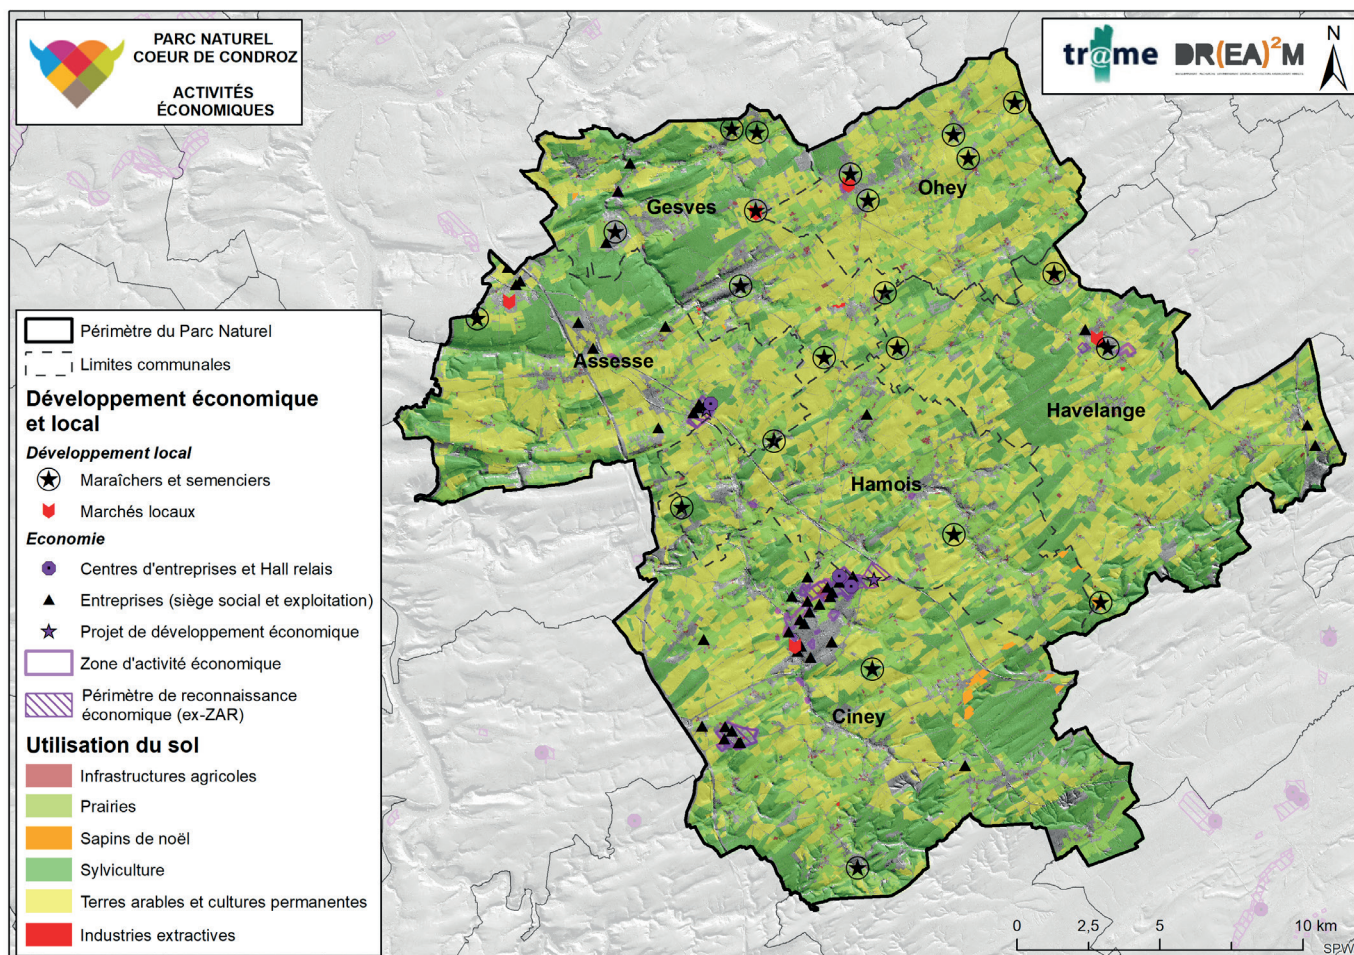 PARC NATUREL
COEUR DE CONDROZ
ACTIVITÉS
ÉCONOMIQUES
tr@me
DR(EA)²M
N
Ohey
Gesves
Assesse
Havelange
Hamois
Ciney
Périmètre du Parc Naturel
Limites communales
Développement économique
et local
Développement local
Maraîchers et semenciers
Marchés locaux
Economie
Centres d'entreprises et Hall relais
Entreprises (siège social et exploitation)
Projet de développement économique
Zone d'activité économique
Périmètre de reconnaissance
économique (ex-ZAR)
Utilisation du sol
Infrastructures agricoles
Prairies
Sapins de noël
Sylviculture
Terres arables et cultures permanentes
Industries extractives
0 2,5 5 10 km
SPW